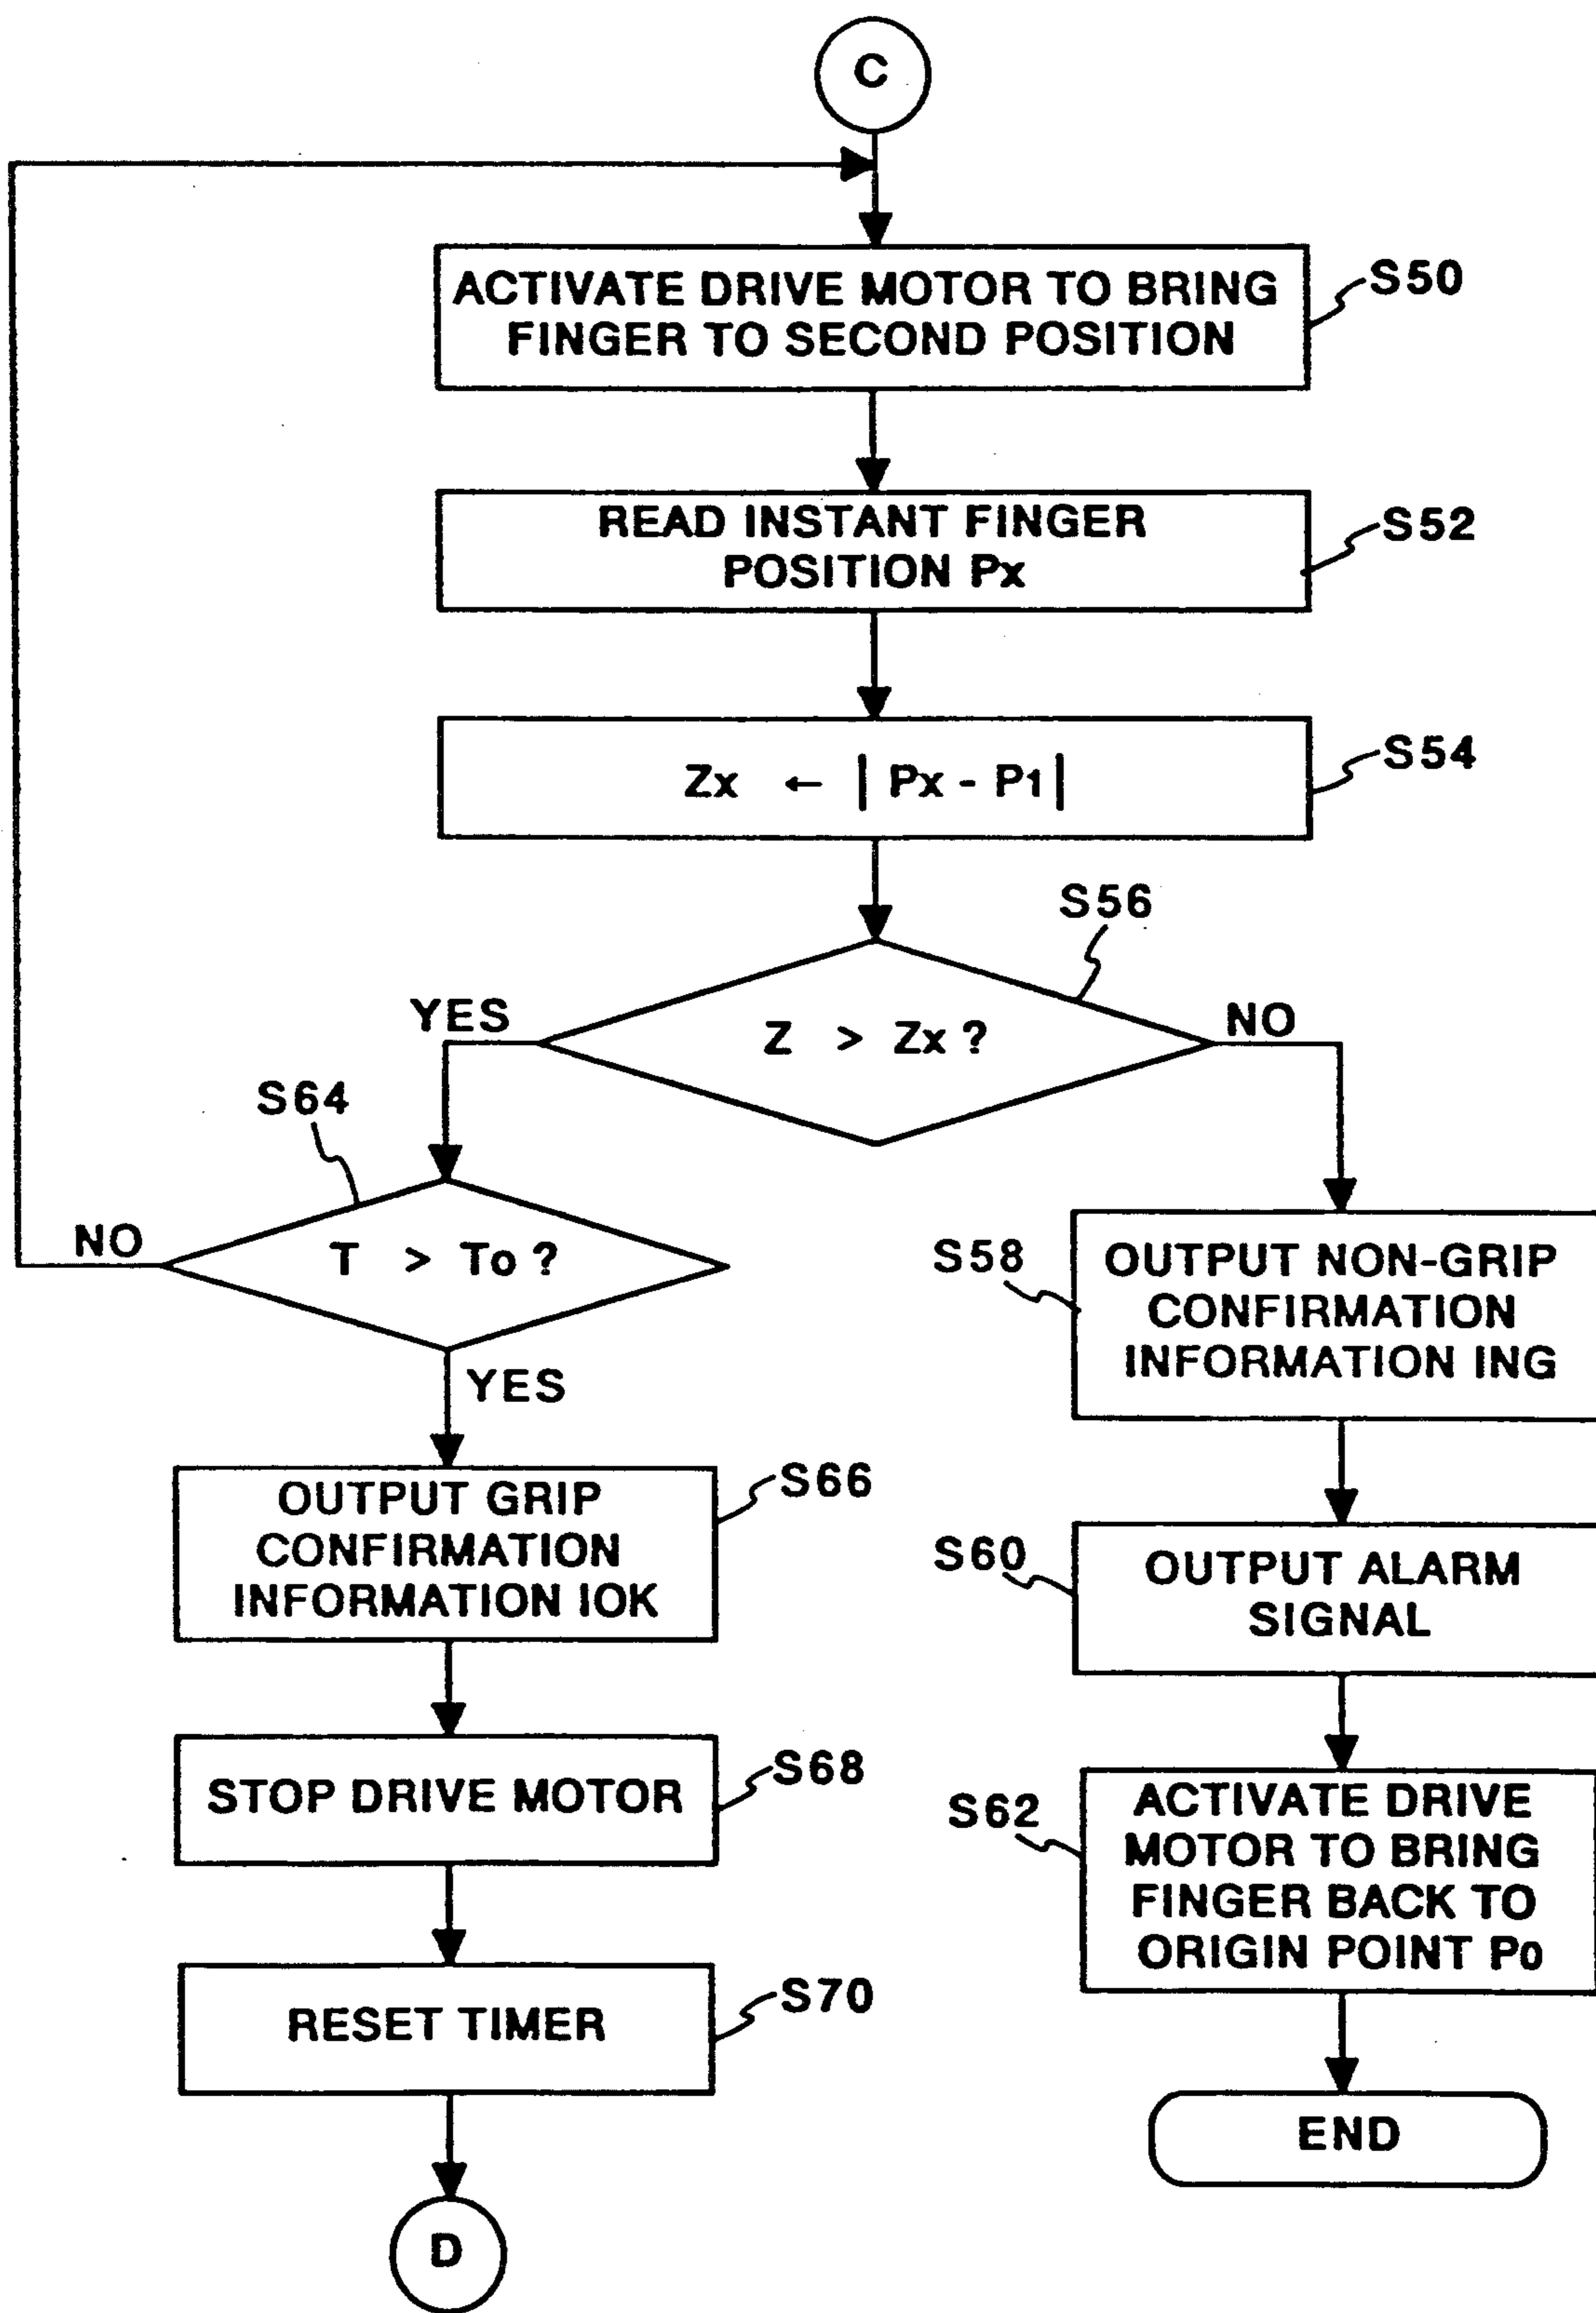 C
ACTIVATE DRIVE MOTOR TO BRING
FINGER TO SECOND POSITION
S50
READ INSTANT FINGER
POSITION Px
S52
Zx ← | Px - P1 |
S54
S56
Z > Zx ?
YES
NO
S64
T > To ?
NO
YES
S58
OUTPUT NON-GRIP
CONFIRMATION
INFORMATION ING
OUTPUT GRIP
CONFIRMATION
INFORMATION IOK
S66
S60
OUTPUT ALARM
SIGNAL
STOP DRIVE MOTOR
S68
S62
ACTIVATE DRIVE
MOTOR TO BRING
FINGER BACK TO
ORIGIN POINT Po
RESET TIMER
S70
END
D